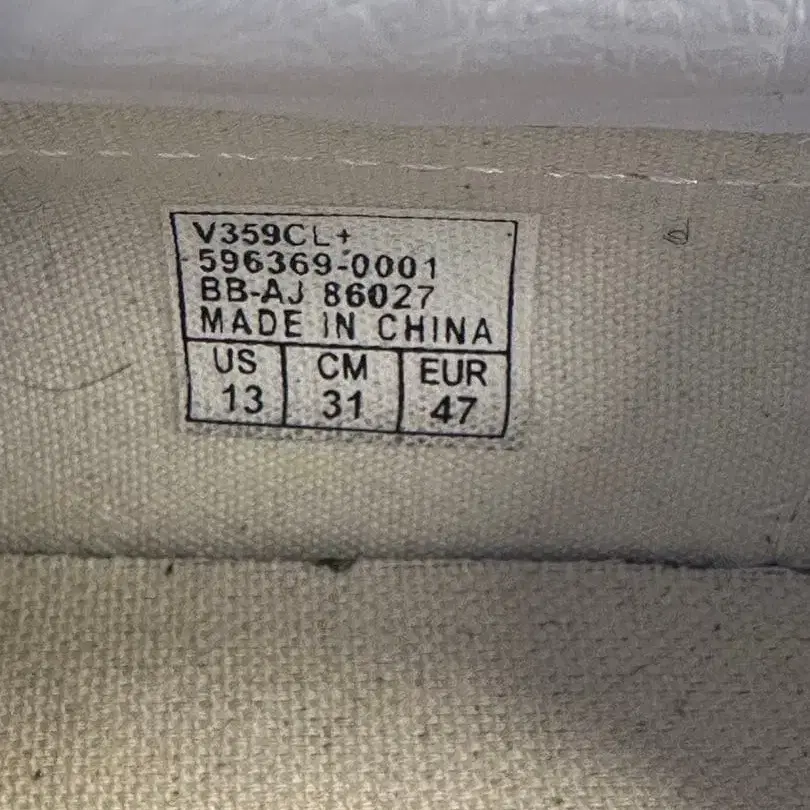 V359CL+
596369-0001
BB-AJ 86027
MADE IN CHINA
US CM EUR
13 31 47